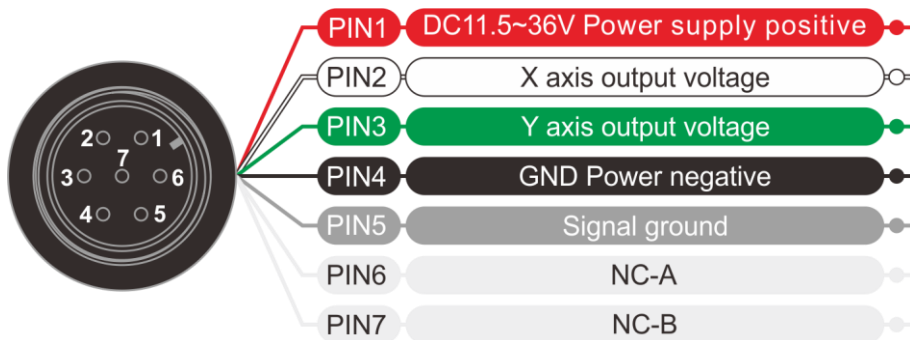 PIN1 DC11.5~36V Power supply positive
PIN2 X axis output voltage
2 1
PIN3 Y axis output voltage
7
3 6
PIN4 GND Power negative
4 5
PIN5 Signal ground
PIN6 NC-A
PIN7 NC-B